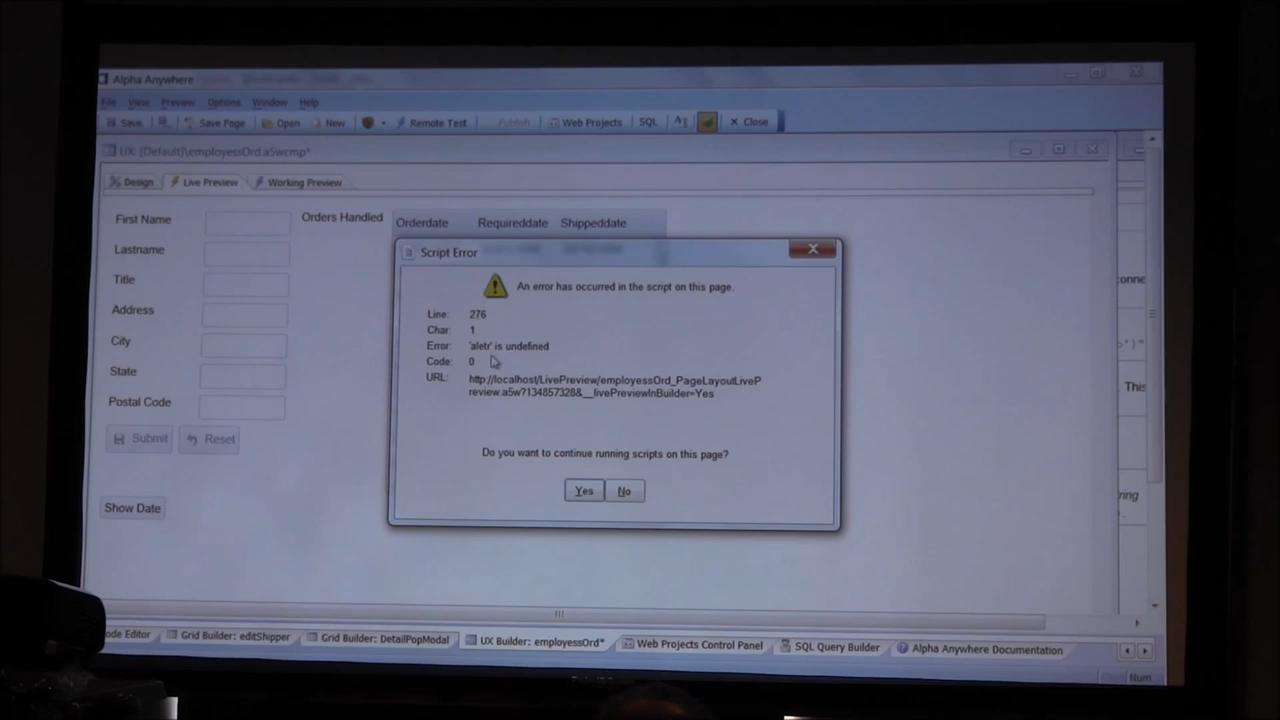 Alpha Anywhere
File View Preview Options Window Help
Save Save Page Open New Remote Test Publish Web Projects SQL Close
UX: [Default]\employessOrd.a5wcmp*
Design Live Preview Working Preview
First Name
Orders Handled
Orderdate Requireddate Shippeddate
Lastname
Title
Address
City
State
Postal Code
Submit Reset
Show Date
Script Error
An error has occurred in the script on this page.
Line: 276
Char: 1
Error: 'aletr' is undefined
Code: 0
URL: http://localhost/LivePreview/employessOrd_PageLayoutLiveP
review.a5w?134857328&__livePreviewInBuilder=Yes
Do you want to continue running scripts on this page?
Yes No
onne
This
ring
ode Editor Grid Builder: editShipper Grid Builder: DetailPopModal UX Builder: employessOrd* Web Projects Control Panel SQL Query Builder Alpha Anywhere Documentation
Num